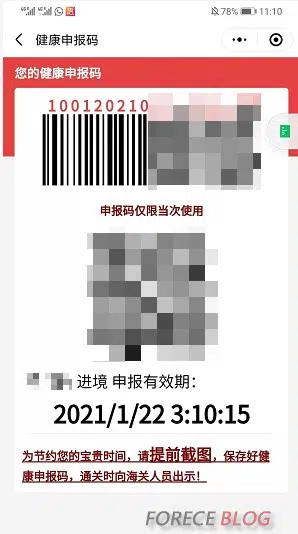 78% 11:10
健康申报码
您的健康申报码
100120210
申报码仅限当次使用
进境 申报有效期：
2021/1/22 3:10:15
为节约您的宝贵时间，请提前截图，保存好健
康申报码，通关时向海关人员出示！
FORECE BLOG